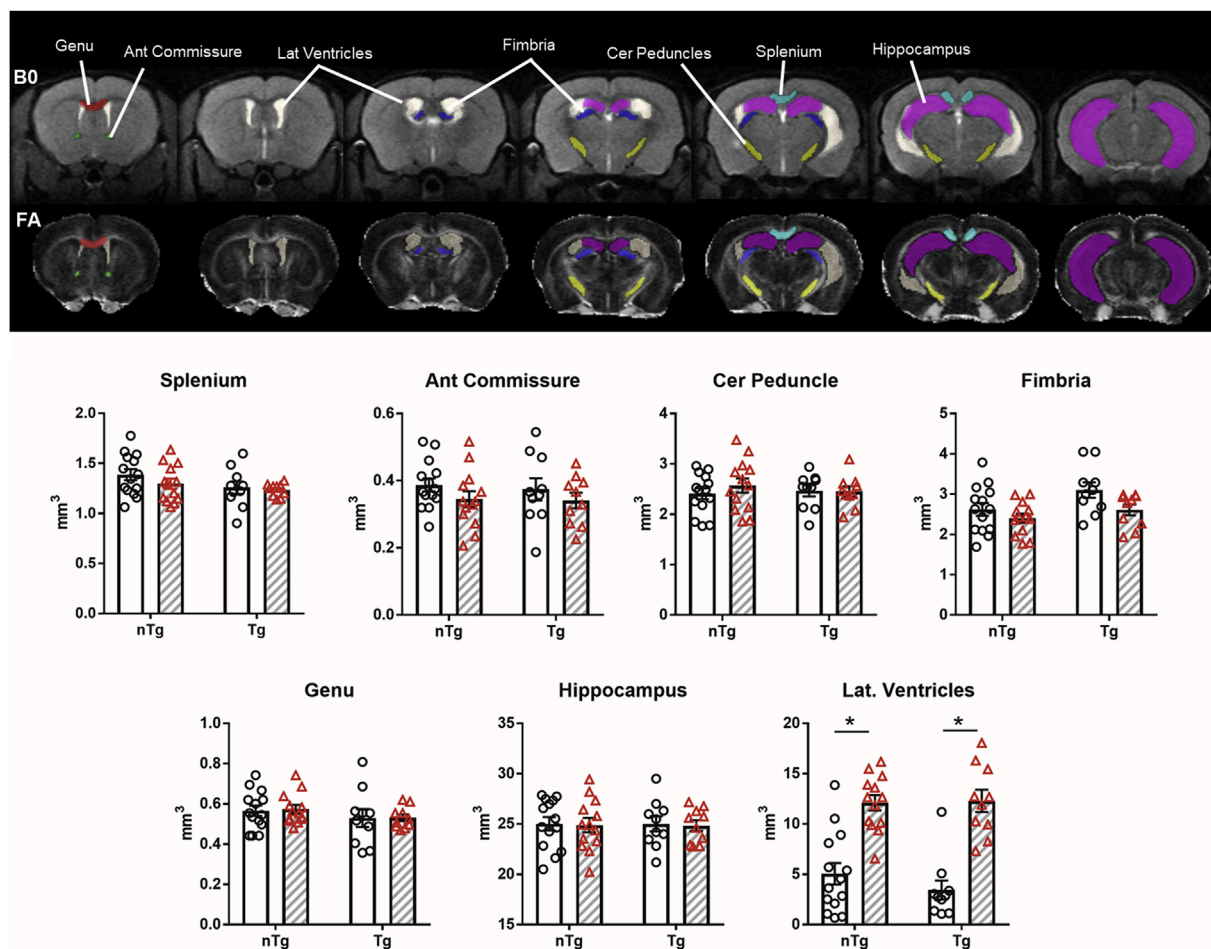 Genu
Ant Commissure
Lat Ventricles
Fimbria
Cer Peduncles
Splenium
Hippocampus
B0
FA
Splenium
Ant Commissure
Cer Peduncle
Fimbria
mm3
2.0
1.5
1.0
0.5
0.0
nTg
Tg
mm3
0.6
0.4
0.2
0.0
nTg
Tg
mm3
4
3
2
1
0
nTg
Tg
mm3
5
4
3
2
1
0
nTg
Tg
Genu
Hippocampus
Lat. Ventricles
mm3
1.0
0.8
0.6
0.4
0.2
0.0
nTg
Tg
mm3
35
30
25
20
15
nTg
Tg
mm3
20
15
10
5
0
*
*
nTg
Tg